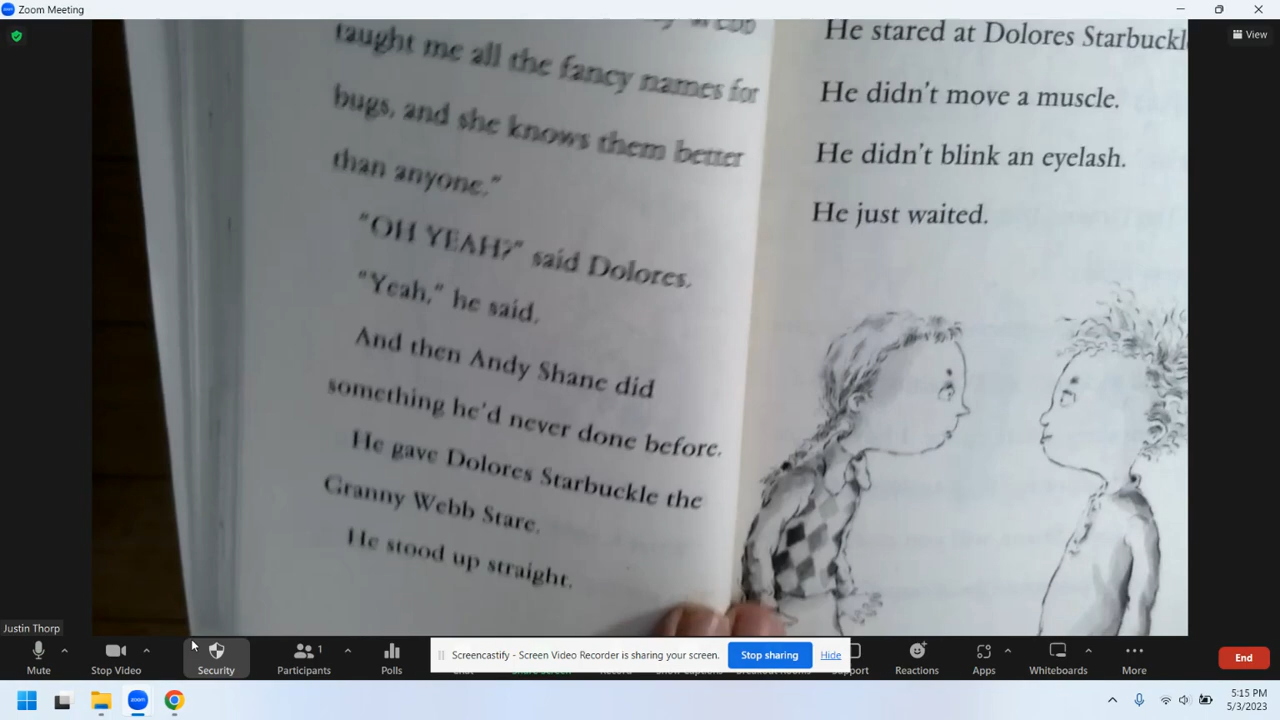 Zoom Meeting
View
taught me all the fancy names for
bugs, and she knows them better
than anyone."
"OH YEAH?" said Dolores.
"Yeah," he said.
And then Andy Shane did
something he'd never done before.
He gave Dolores Starbuckle the
Granny Webb Stare.
He stood up straight.
He stared at Dolores Starbuckl
He didn't move a muscle.
He didn't blink an eyelash.
He just waited.
Justin Thorp
Mute
Stop Video
Security
Participants
1
Polls
Screencastify - Screen Video Recorder is sharing your screen.
Stop sharing
Hide
Reactions
Apps
Whiteboards
More
End
zoom
5:15 PM
5/3/2023